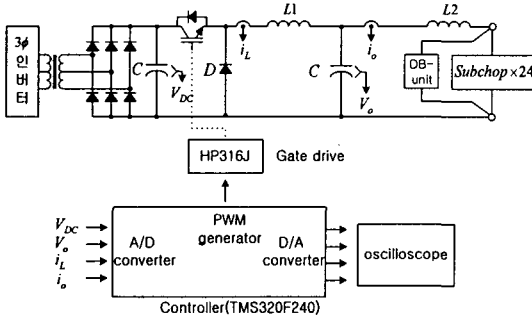 3ϕ
인
버
터
C
V_DC
D
i_L
L1
C
V_o
i_o
L2
DB-
unit
Subchop×24
HP316J
Gate drive
V_DC
V_o
i_L
i_o
A/D
converter
PWM
generator
D/A
converter
oscilloscope
Controller(TMS320F240)